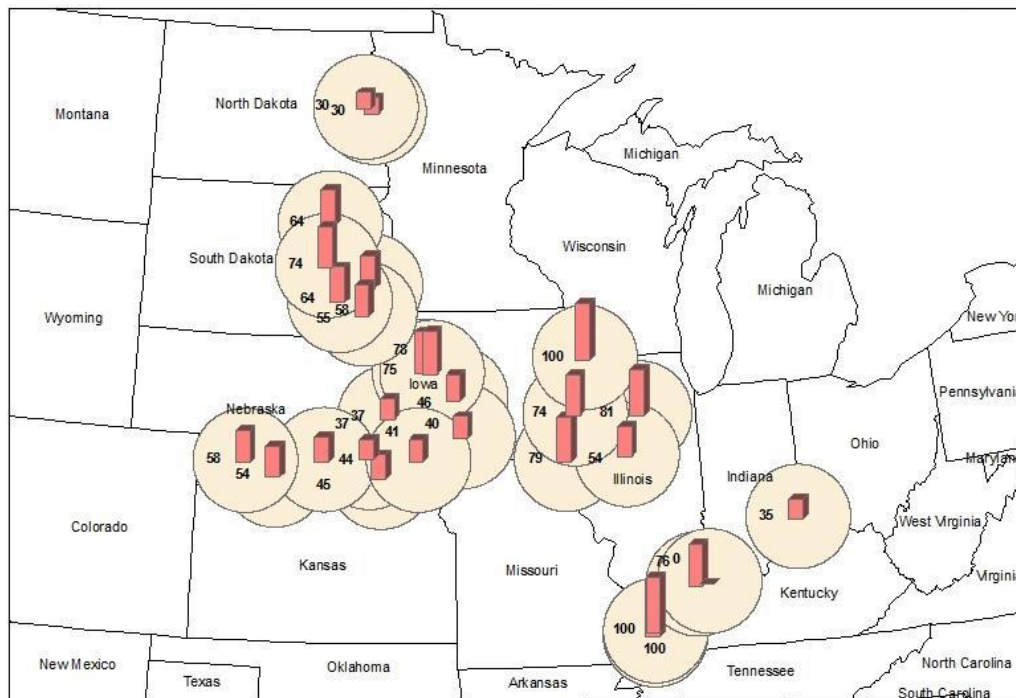 North Dakota
30
30
Montana
Minnesota
Michigan
64
Wisconsin
South Dakota
74
Michigan
64
58
55
Wyoming
New Yor
78
100
75
Iowa
Pennsylvania
46
Nebraska
37
37
40
74
81
41
Ohio
58
54
44
Maryland
45
79
54
Illinois
Indiana
35
Colorado
West Virginia
Kansas
Missouri
76
0
Virginia
Kentucky
100
100
New Mexico
Oklahoma
Tennessee
North Carolina
Texas
Arkansas
South Carolina